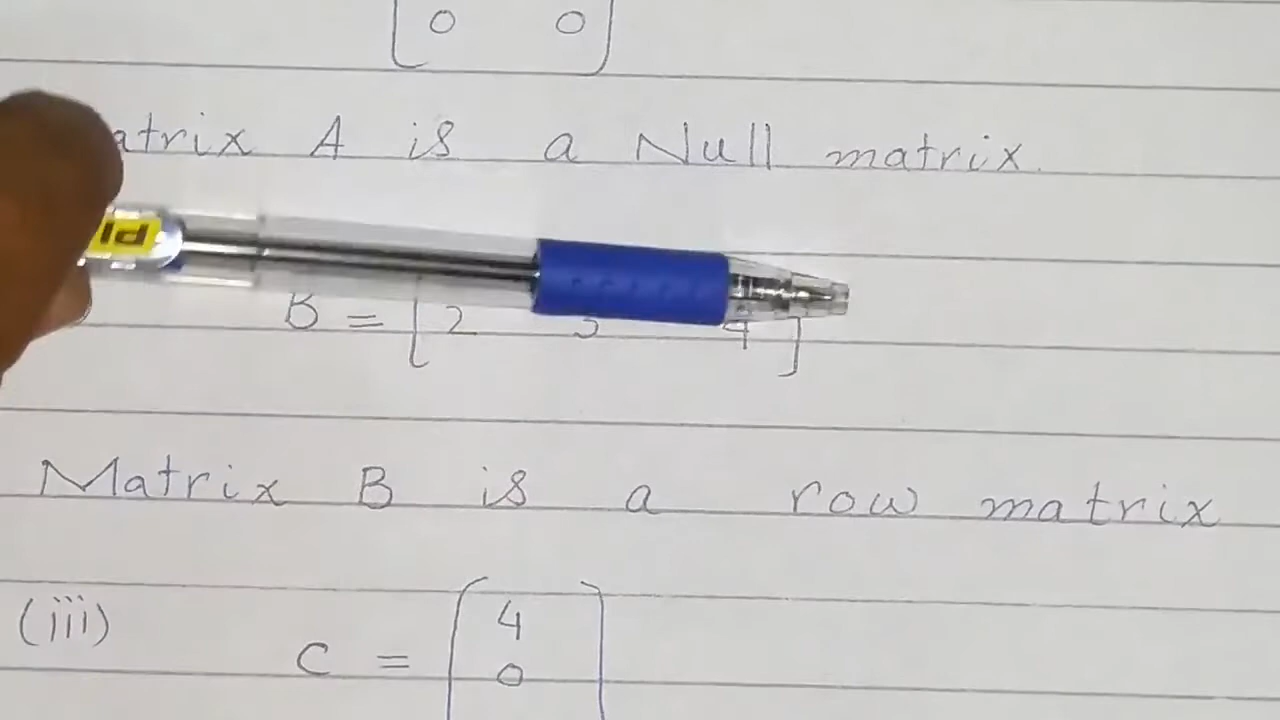 0 0
atrix A is a Null matrix.
B = [2 3 4]
Matrix B is a row matrix
(iii) C = 4
0